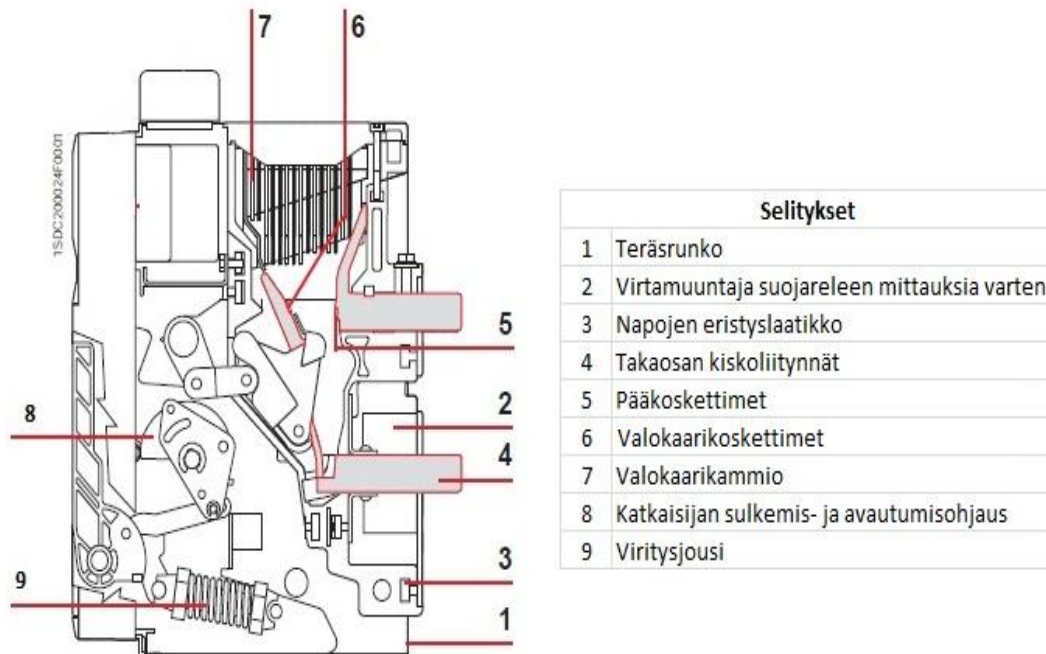 7
6
1SDC200024F0001
5
8
2
4
3
9
1
Selitykset
1 Teräsrunko
2 Virtamuuntaja suojareleen mittauksia varten
3 Napojen eristyslaatikko
4 Takaosan kiskoliitynnät
5 Pääkoskettimet
6 Valokaarikoskettimet
7 Valokaarikammio
8 Katkaisijan sulkemis- ja avautumisohjaus
9 Viritysjousi